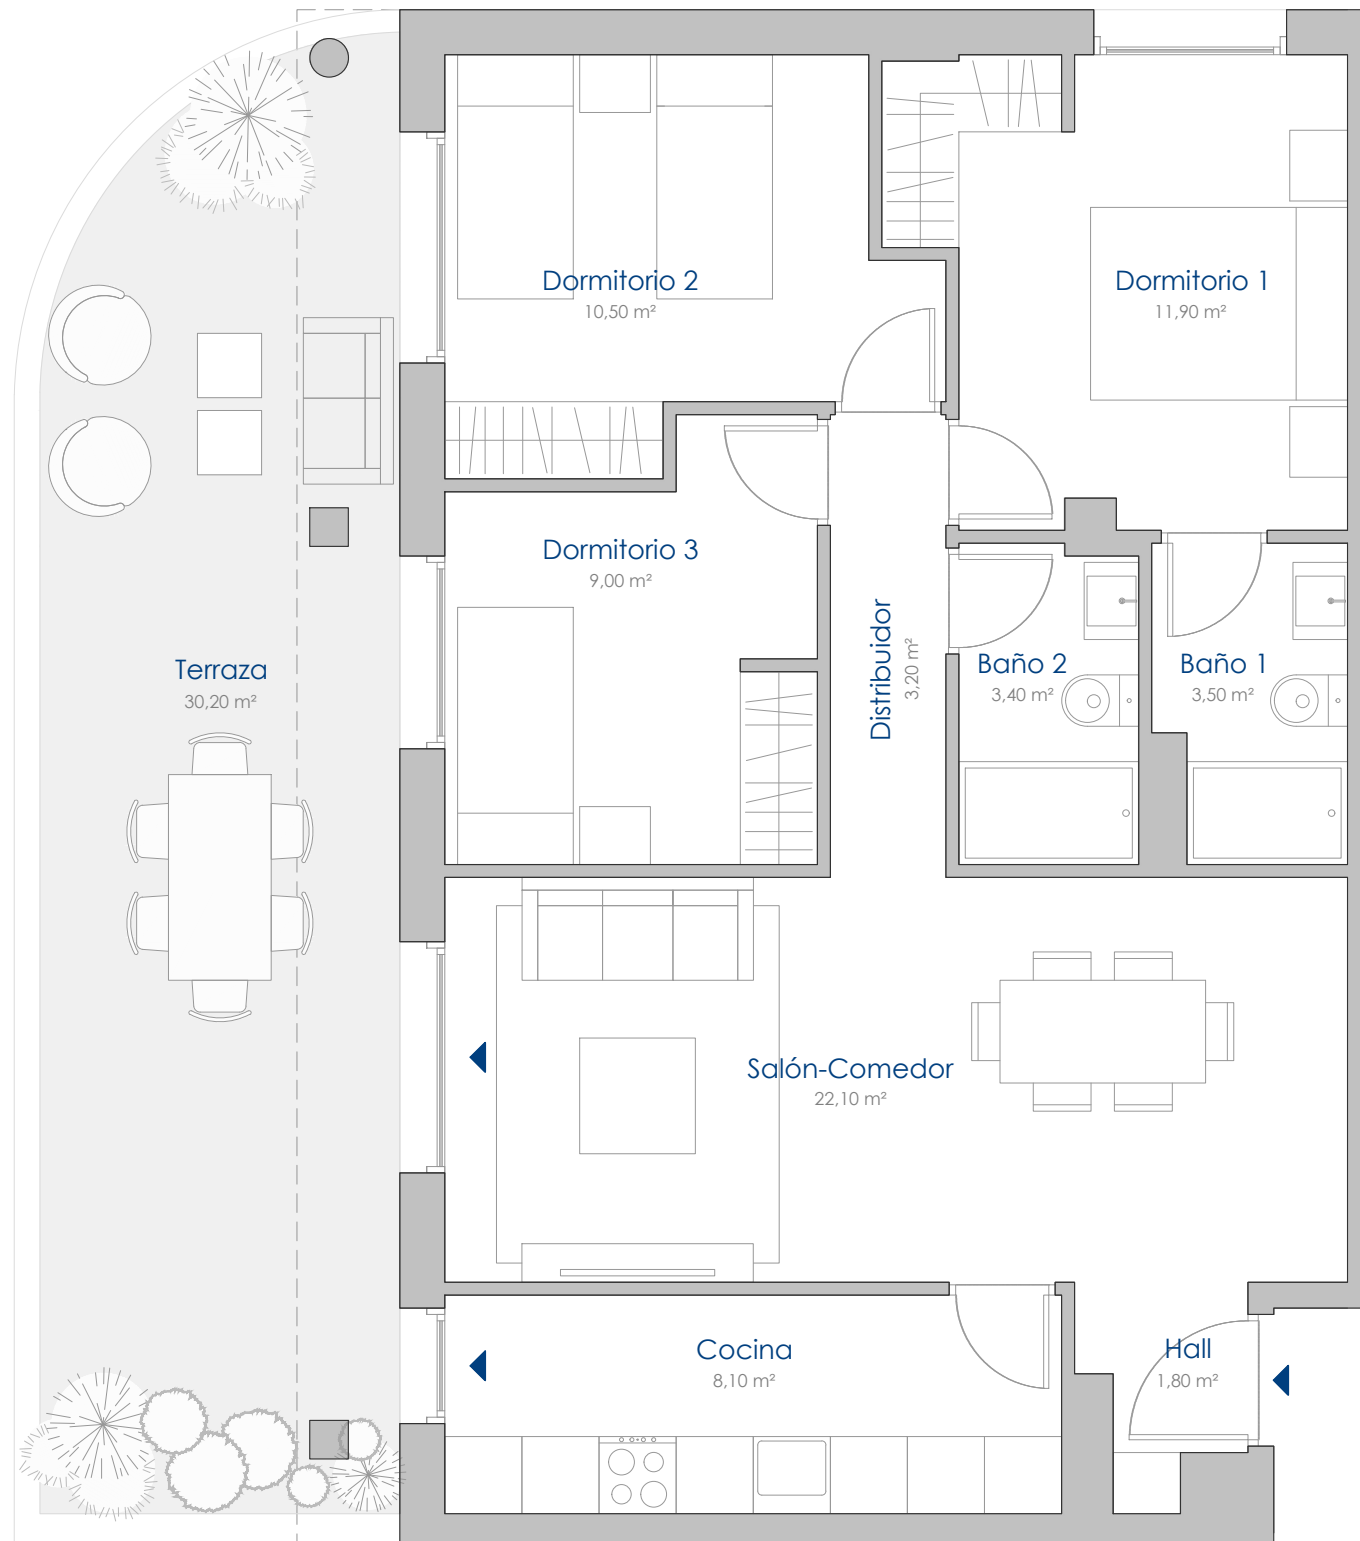 Dormitorio 2
10,50 m²
Dormitorio 1
11,90 m²
Dormitorio 3
9,00 m²
Terraza
30,20 m²
Distribuidor
3,20 m²
Baño 2
3,40 m²
Baño 1
3,50 m²
Salón-Comedor
22,10 m²
Cocina
8,10 m²
Hall
1,80 m²